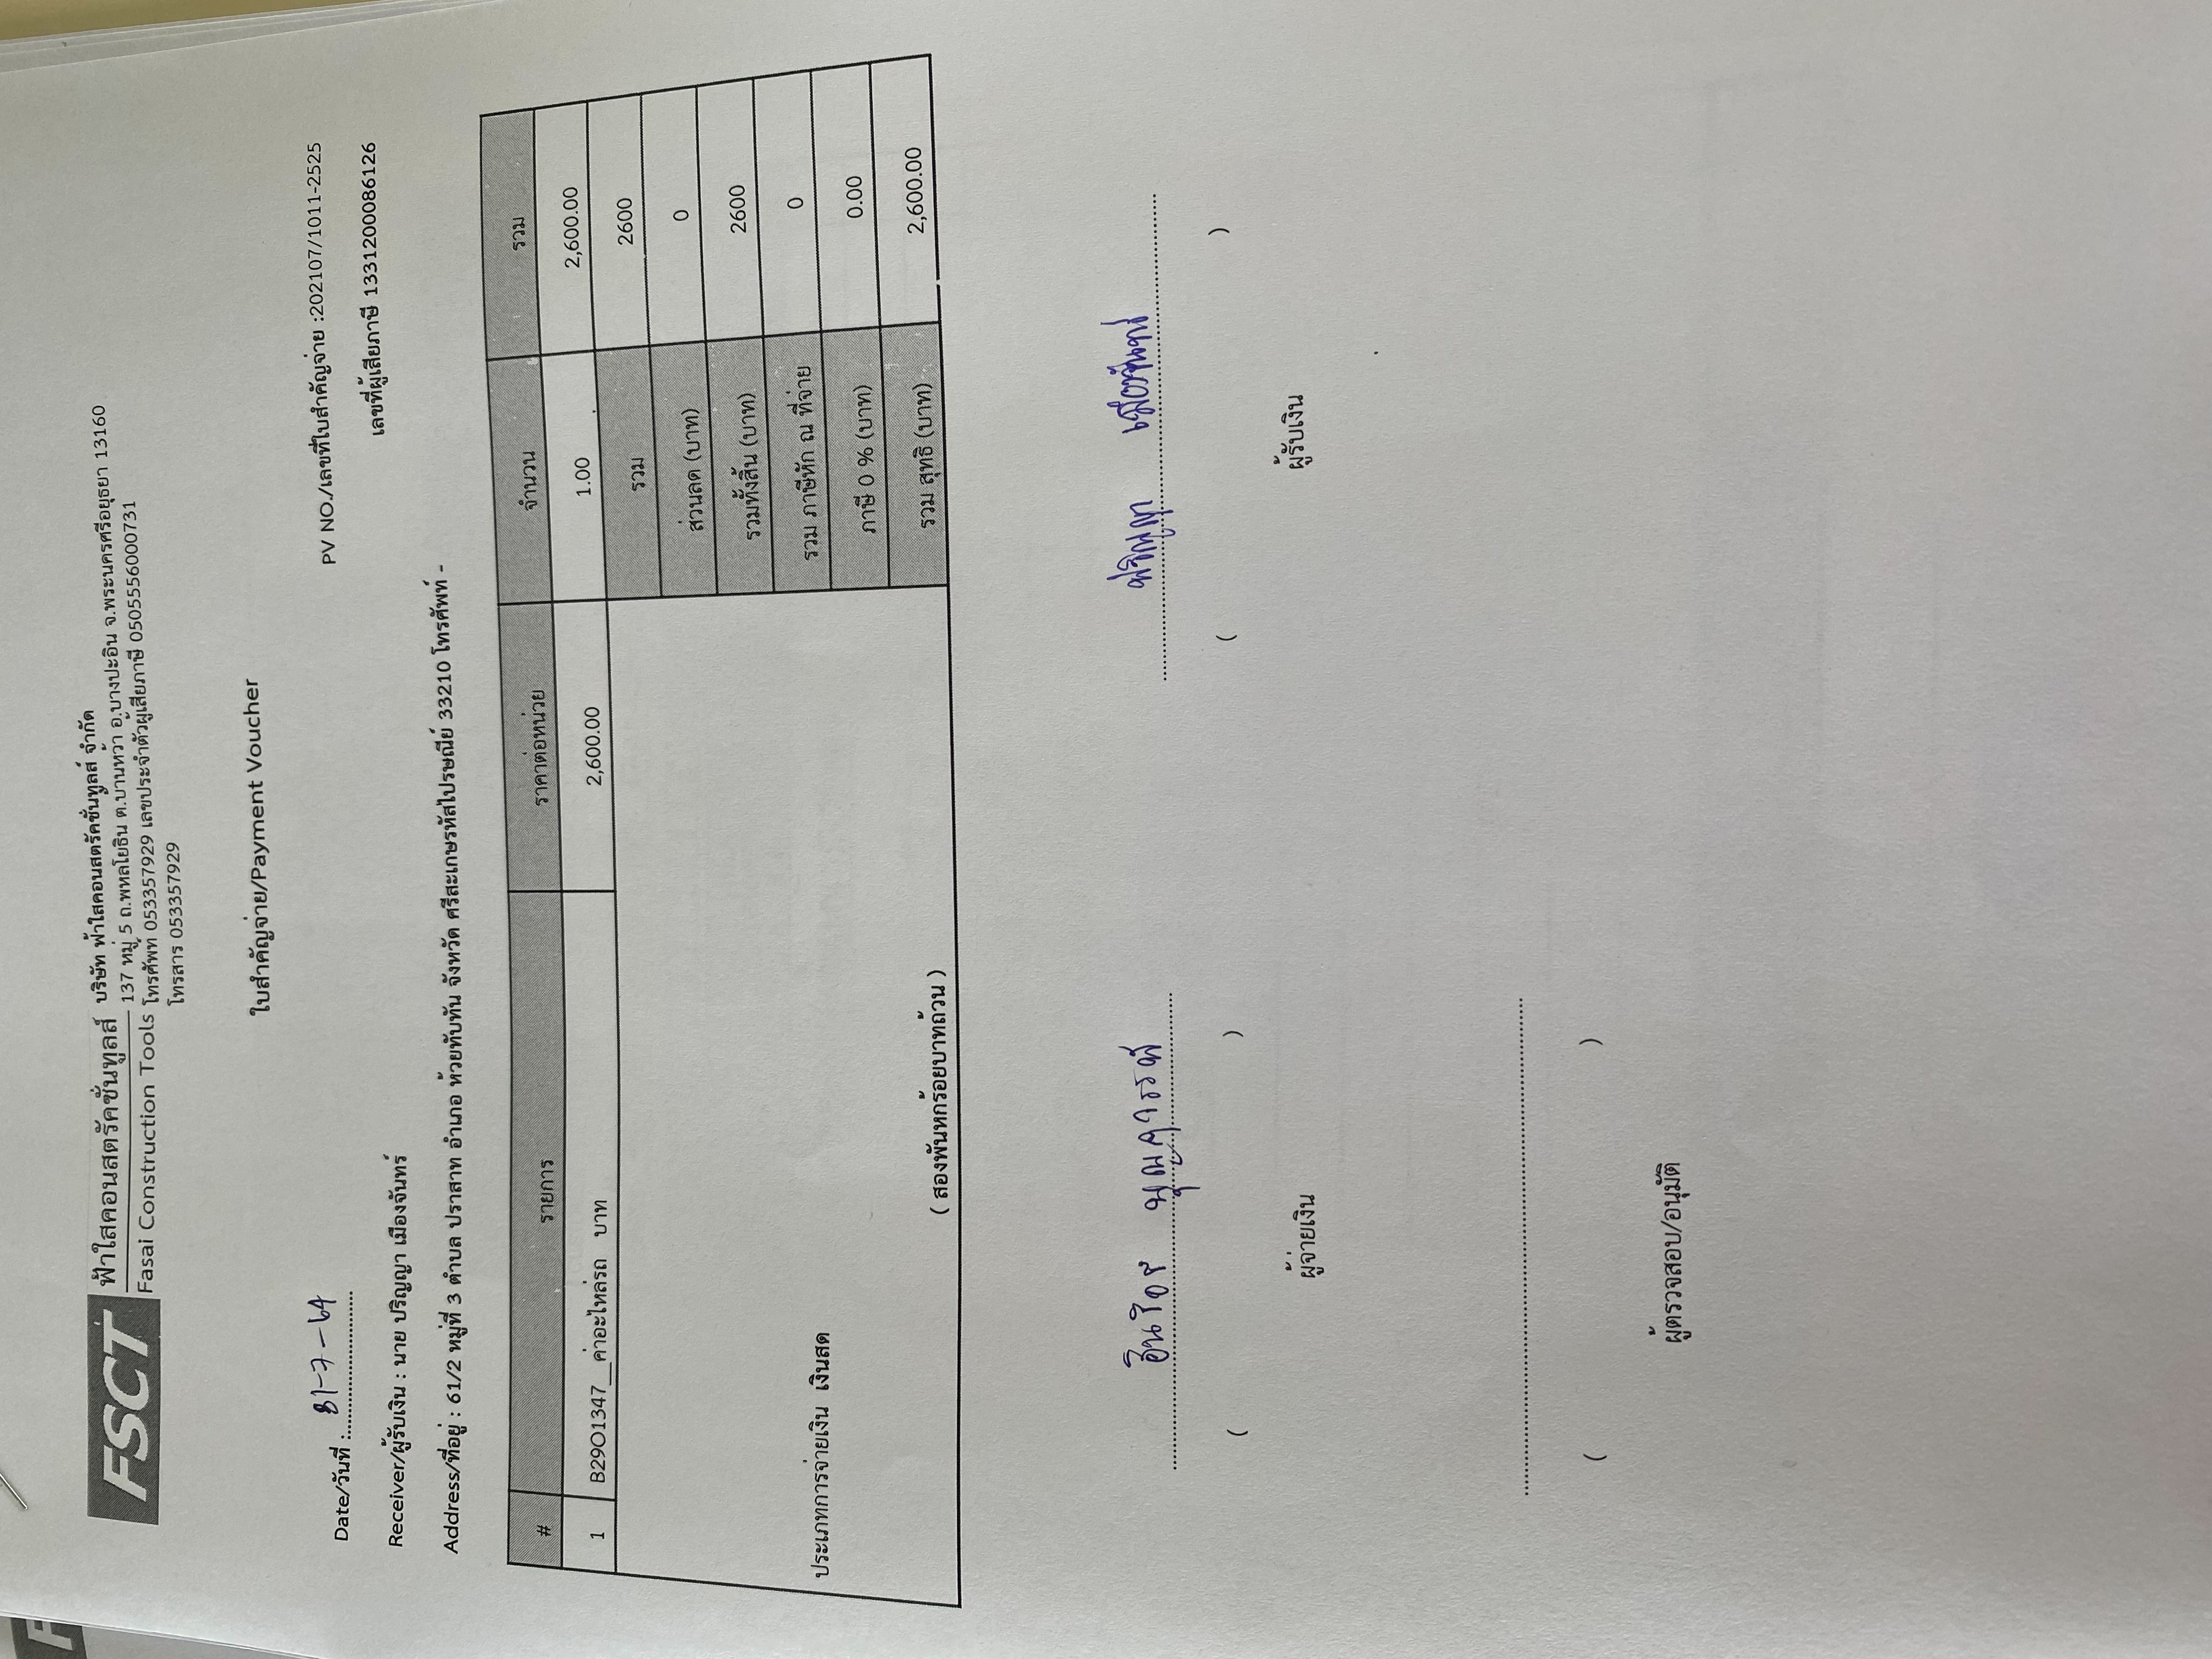 FSCT
ฟ้าใสคอนสตรัคชั่นทูลส์
Fasai Construction Tools
บริษัท ฟ้าใสคอนสตรัคชั่นทูลส์ จำกัด
137 หมู่ 5 ถ.พหลโยธิน ต.บ้านหว้า อ.บางปะอิน จ.พระนครศรีอยุธยา 13160
โทรศัพท์ 053357929 เลขประจำตัวผู้เสียภาษี 0505556000731
โทรสาร 053357929
ใบสำคัญจ่าย/Payment Voucher
Date/วันที่ : 31-7-64
PV NO./เลขที่ใบสำคัญจ่าย :202107/1011-2525
เลขที่ผู้เสียภาษี 1331200086126
Receiver/ผู้รับเงิน : นาย ปริญญา เมืองจันทร์
Address/ที่อยู่ : 61/2 หมู่ที่ 3 ตำบล ปราสาท อำเภอ ห้วยทับทัน จังหวัด ศรีสะเกษรหัสไปรษณีย์ 33210 โทรศัพท์ -
# รายการ ราคาต่อหน่วย จำนวน รวม
1 B29O1347__ค่าอะไหล่รถ บาท 2,600.00 1.00 2,600.00
รวม 2600
ส่วนลด (บาท) 0
รวมทั้งสิ้น (บาท) 2600
รวม ภาษีหัก ณ ที่จ่าย 0
ประเภทการจ่ายเงิน เงินสด
ภาษี 0 % (บาท) 0.00
( สองพันหกร้อยบาทถ้วน )
รวม สุทธิ (บาท) 2,600.00
ปริญญา เมืองจันทร์
( ) ( )
ผู้จ่ายเงิน ผู้รับเงิน
( )
ผู้ตรวจสอบ/อนุมัติ